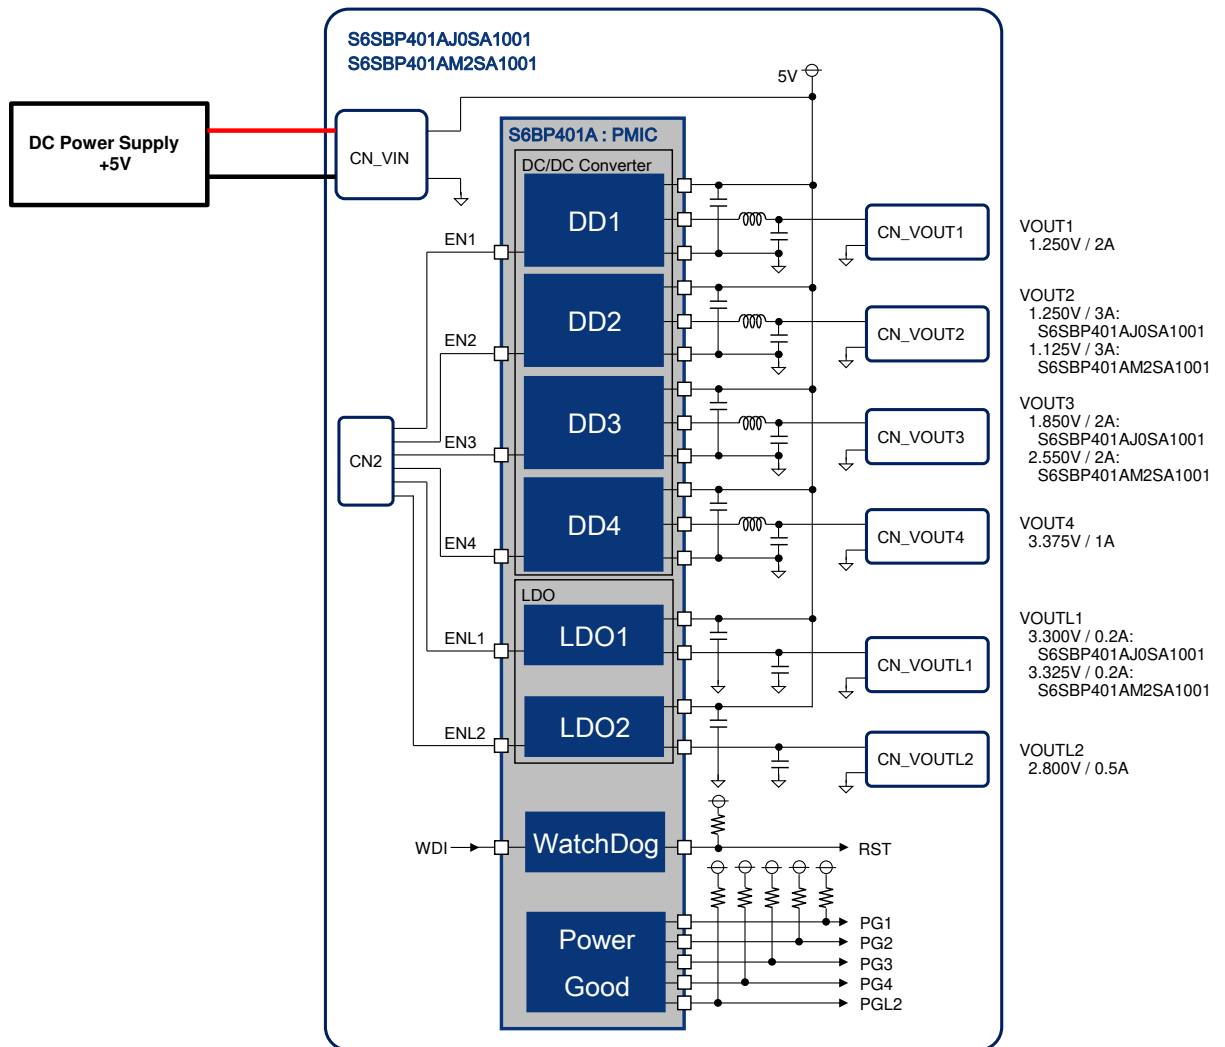 S6SBP401AJ0SA1001
S6SBP401AM2SA1001
5V
DC Power Supply
+5V
CN_VIN
S6BP401A : PMIC
DC/DC Converter
DD1
EN1
CN_VOUT1
VOUT1
1.250V / 2A
DD2
EN2
CN_VOUT2
VOUT2
1.250V / 3A:
S6SBP401AJ0SA1001
1.125V / 3A:
S6SBP401AM2SA1001
CN2
DD3
EN3
CN_VOUT3
VOUT3
1.850V / 2A:
S6SBP401AJ0SA1001
2.550V / 2A:
S6SBP401AM2SA1001
DD4
EN4
CN_VOUT4
VOUT4
3.375V / 1A
LDO
LDO1
ENL1
CN_VOUTL1
VOUTL1
3.300V / 0.2A:
S6SBP401AJ0SA1001
3.325V / 0.2A:
S6SBP401AM2SA1001
LDO2
ENL2
CN_VOUTL2
VOUTL2
2.800V / 0.5A
WDI
WatchDog
RST
Power
Good
PG1
PG2
PG3
PG4
PGL2